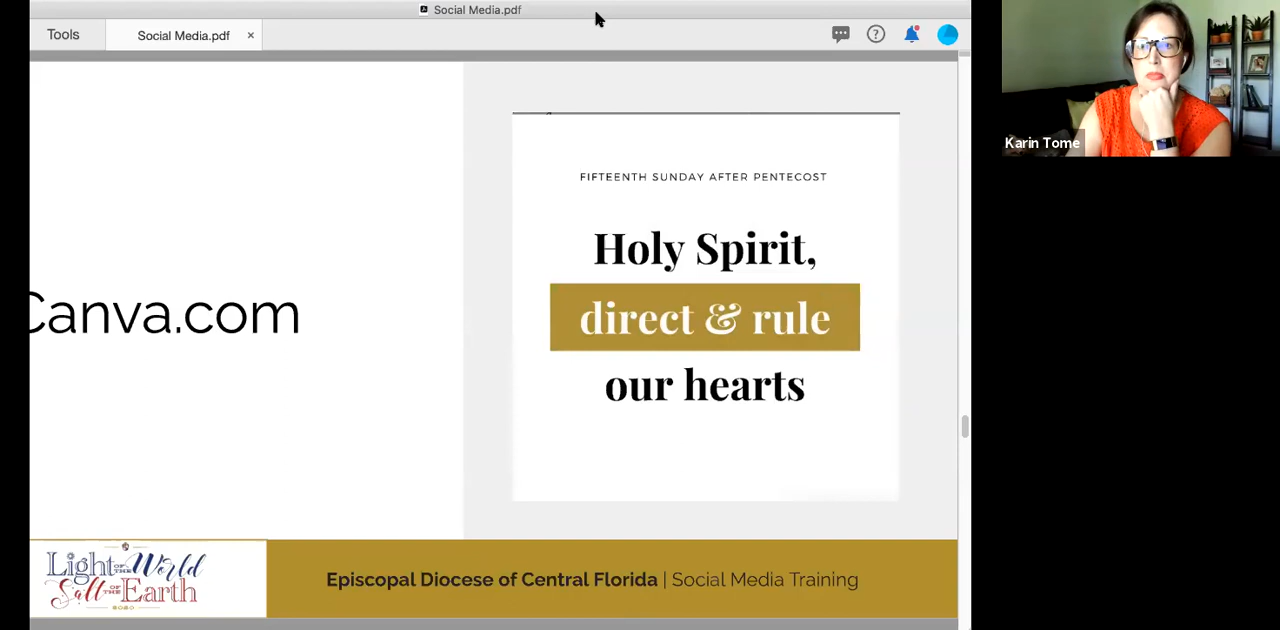 Social Media.pdf
Tools
Social Media.pdf ×
FIFTEENTH SUNDAY AFTER PENTECOST
Holy Spirit,
direct & rule
our hearts
Canva.com
Light OF THE World
Salt OF THE Earth
Episcopal Diocese of Central Florida | Social Media Training
Karin Tome